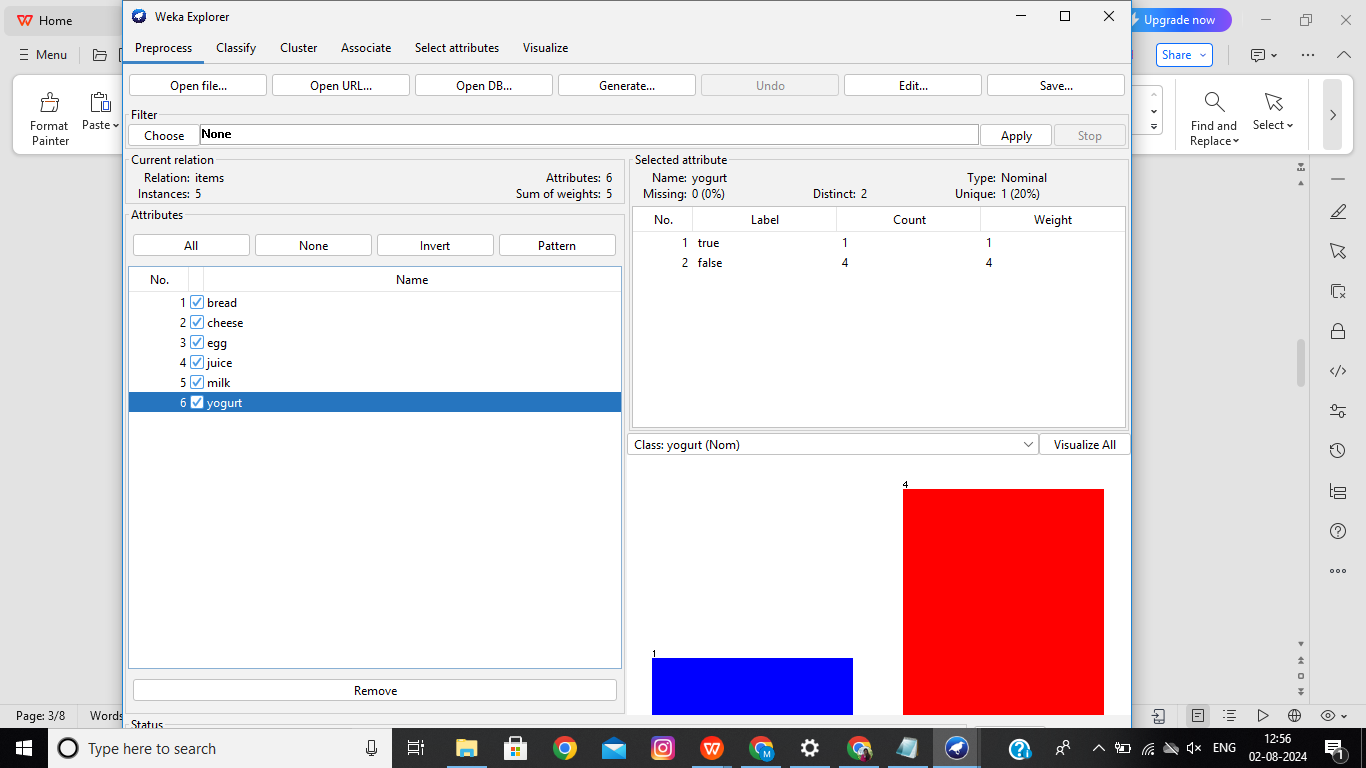 Home
Weka Explorer
Upgrade now
Menu
Preprocess Classify Cluster Associate Select attributes Visualize
Share
Open file... Open URL... Open DB... Generate... Undo Edit... Save...
Format Painter
Paste
Filter
Choose None Apply Stop
Find and Replace
Select
Current relation
Relation: items Attributes: 6
Instances: 5 Sum of weights: 5
Selected attribute
Name: yogurt Type: Nominal
Missing: 0 (0%) Distinct: 2 Unique: 1 (20%)
Attributes
All None Invert Pattern
No. Name
1 bread
2 cheese
3 egg
4 juice
5 milk
6 yogurt
Remove
No. Label Count Weight
1 true 1 1
2 false 4 4
Class: yogurt (Nom) Visualize All
4
1
Status
Page: 3/8 Words
Type here to search
ENG
12:56
02-08-2024
1